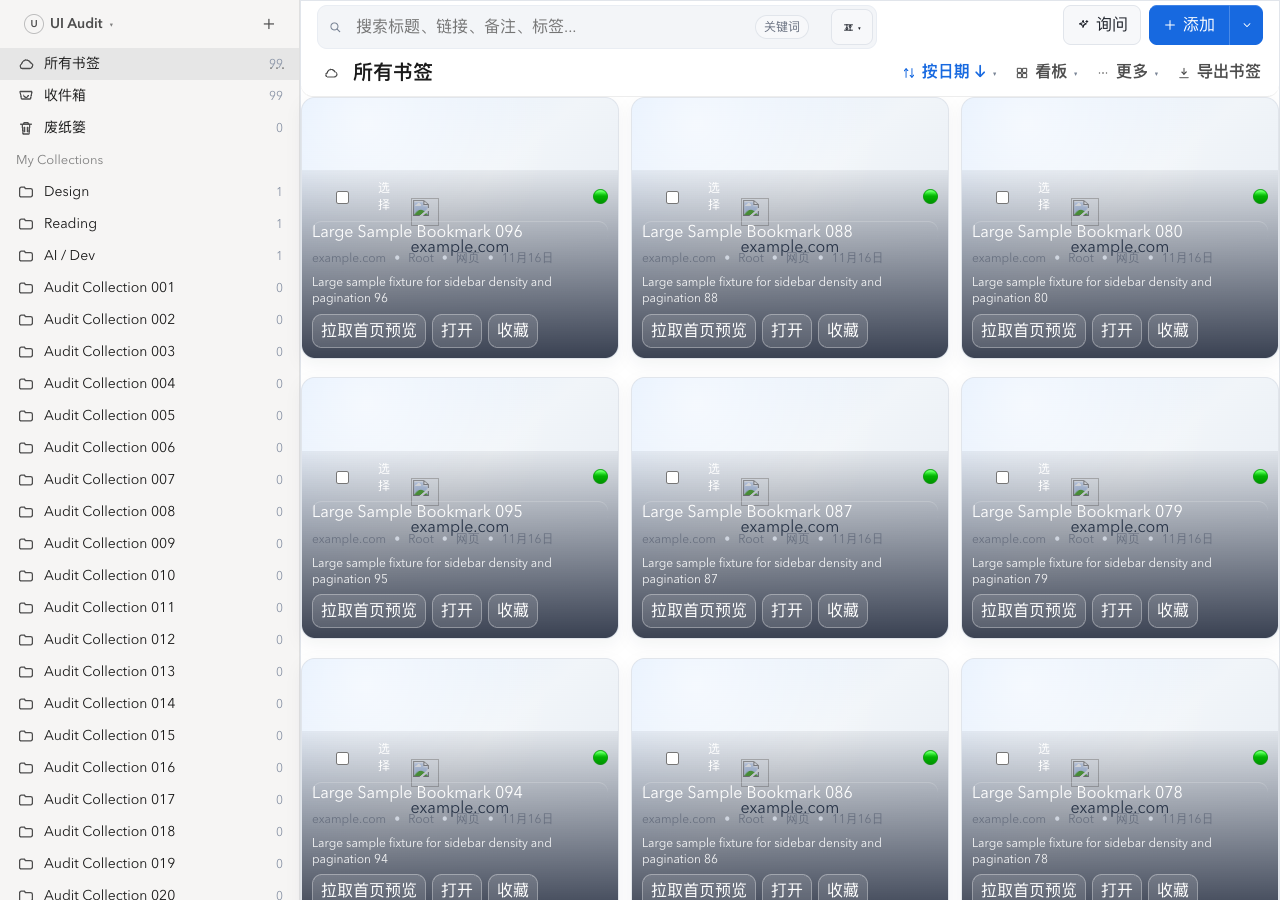 U UI Audit
所有书签 99
收件箱 99
废纸篓 0
My Collections
Design 1
Reading 1
AI / Dev 1
Audit Collection 001 0
Audit Collection 002 0
Audit Collection 003 0
Audit Collection 004 0
Audit Collection 005 0
Audit Collection 006 0
Audit Collection 007 0
Audit Collection 008 0
Audit Collection 009 0
Audit Collection 010 0
Audit Collection 011 0
Audit Collection 012 0
Audit Collection 013 0
Audit Collection 014 0
Audit Collection 015 0
Audit Collection 016 0
Audit Collection 017 0
Audit Collection 018 0
Audit Collection 019 0
Audit Collection 020 0
搜索标题、链接、备注、标签... 关键词
询问
添加
所有书签
按日期
看板
更多
导出书签
选择
example.com
Large Sample Bookmark 096
example.com • Root • 网页 • 11月16日
Large sample fixture for sidebar density and
pagination 96
拉取首页预览 打开 收藏
选择
example.com
Large Sample Bookmark 088
example.com • Root • 网页 • 11月16日
Large sample fixture for sidebar density and
pagination 88
拉取首页预览 打开 收藏
选择
example.com
Large Sample Bookmark 080
example.com • Root • 网页 • 11月16日
Large sample fixture for sidebar density and
pagination 80
拉取首页预览 打开 收藏
选择
example.com
Large Sample Bookmark 095
example.com • Root • 网页 • 11月16日
Large sample fixture for sidebar density and
pagination 95
拉取首页预览 打开 收藏
选择
example.com
Large Sample Bookmark 087
example.com • Root • 网页 • 11月16日
Large sample fixture for sidebar density and
pagination 87
拉取首页预览 打开 收藏
选择
example.com
Large Sample Bookmark 079
example.com • Root • 网页 • 11月16日
Large sample fixture for sidebar density and
pagination 79
拉取首页预览 打开 收藏
选择
example.com
Large Sample Bookmark 094
example.com • Root • 网页 • 11月16日
Large sample fixture for sidebar density and
pagination 94
拉取首页预览 打开 收藏
选择
example.com
Large Sample Bookmark 086
example.com • Root • 网页 • 11月16日
Large sample fixture for sidebar density and
pagination 86
拉取首页预览 打开 收藏
选择
example.com
Large Sample Bookmark 078
example.com • Root • 网页 • 11月16日
Large sample fixture for sidebar density and
pagination 78
拉取首页预览 打开 收藏